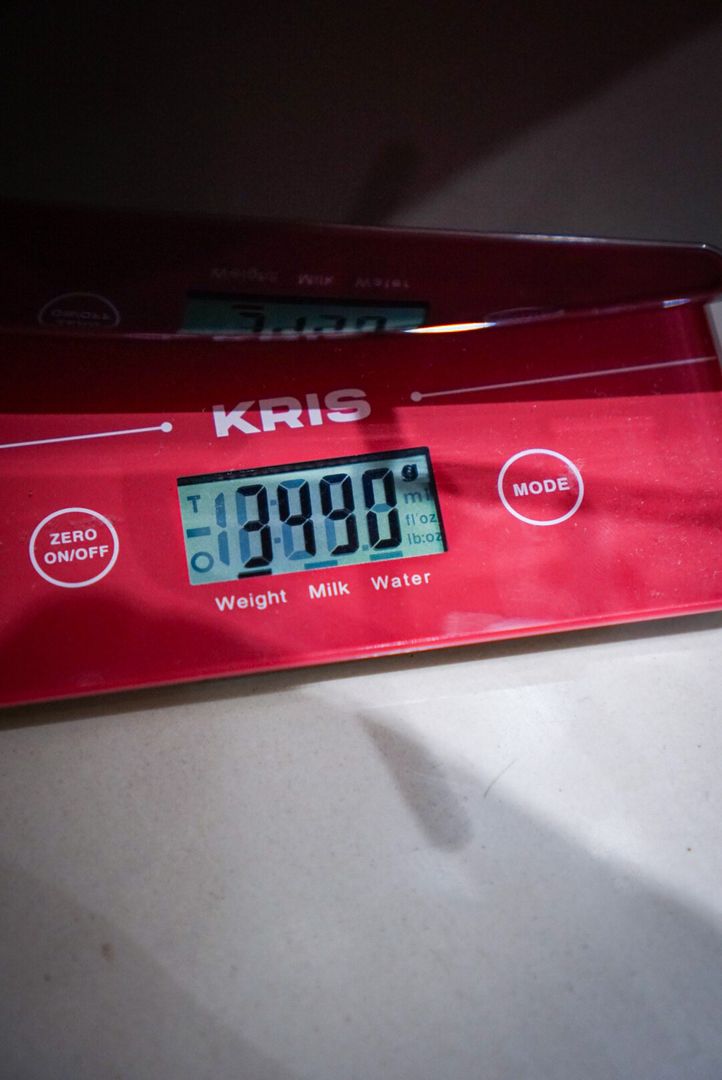 KRIS
ZERO
ON/OFF
T
3490 g
ml
fl'oz
lb:oz
MODE
Weight Milk Water